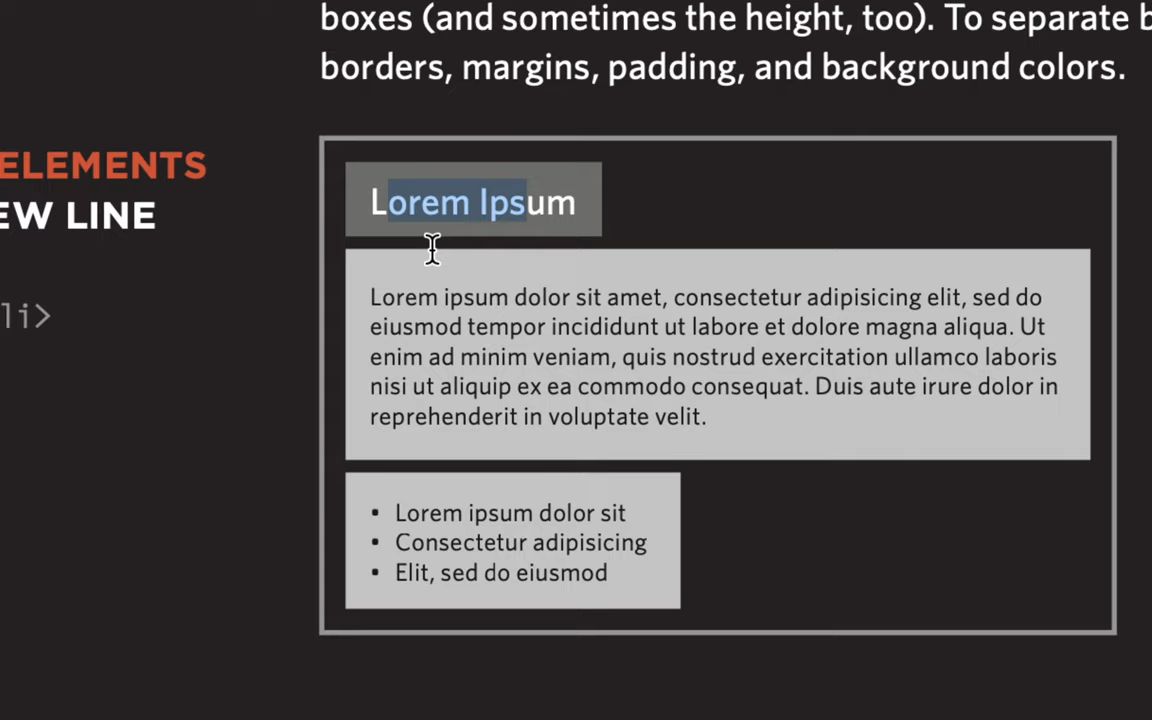 boxes (and sometimes the height, too). To separate b
borders, margins, padding, and background colors.
ELEMENTS
EW LINE
li>
Lorem Ipsum
Lorem ipsum dolor sit amet, consectetur adipisicing elit, sed do
eiusmod tempor incididunt ut labore et dolore magna aliqua. Ut
enim ad minim veniam, quis nostrud exercitation ullamco laboris
nisi ut aliquip ex ea commodo consequat. Duis aute irure dolor in
reprehenderit in voluptate velit.
• Lorem ipsum dolor sit
• Consectetur adipisicing
• Elit, sed do eiusmod